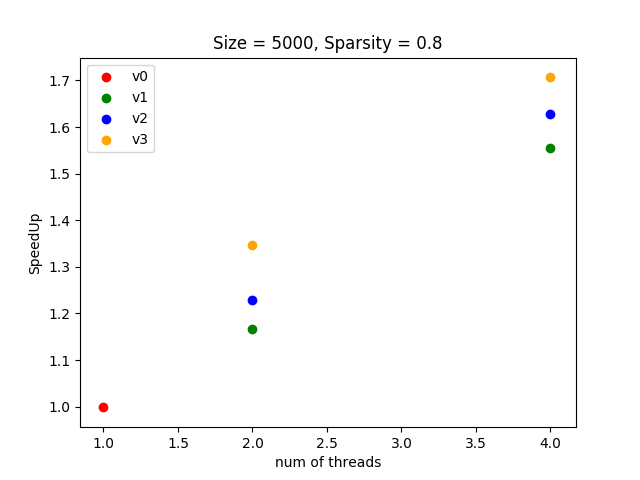 Size = 5000, Sparsity = 0.8
v0
v1
v2
v3
SpeedUp
1.7
1.6
1.5
1.4
1.3
1.2
1.1
1.0
1.0 1.5 2.0 2.5 3.0 3.5 4.0
num of threads